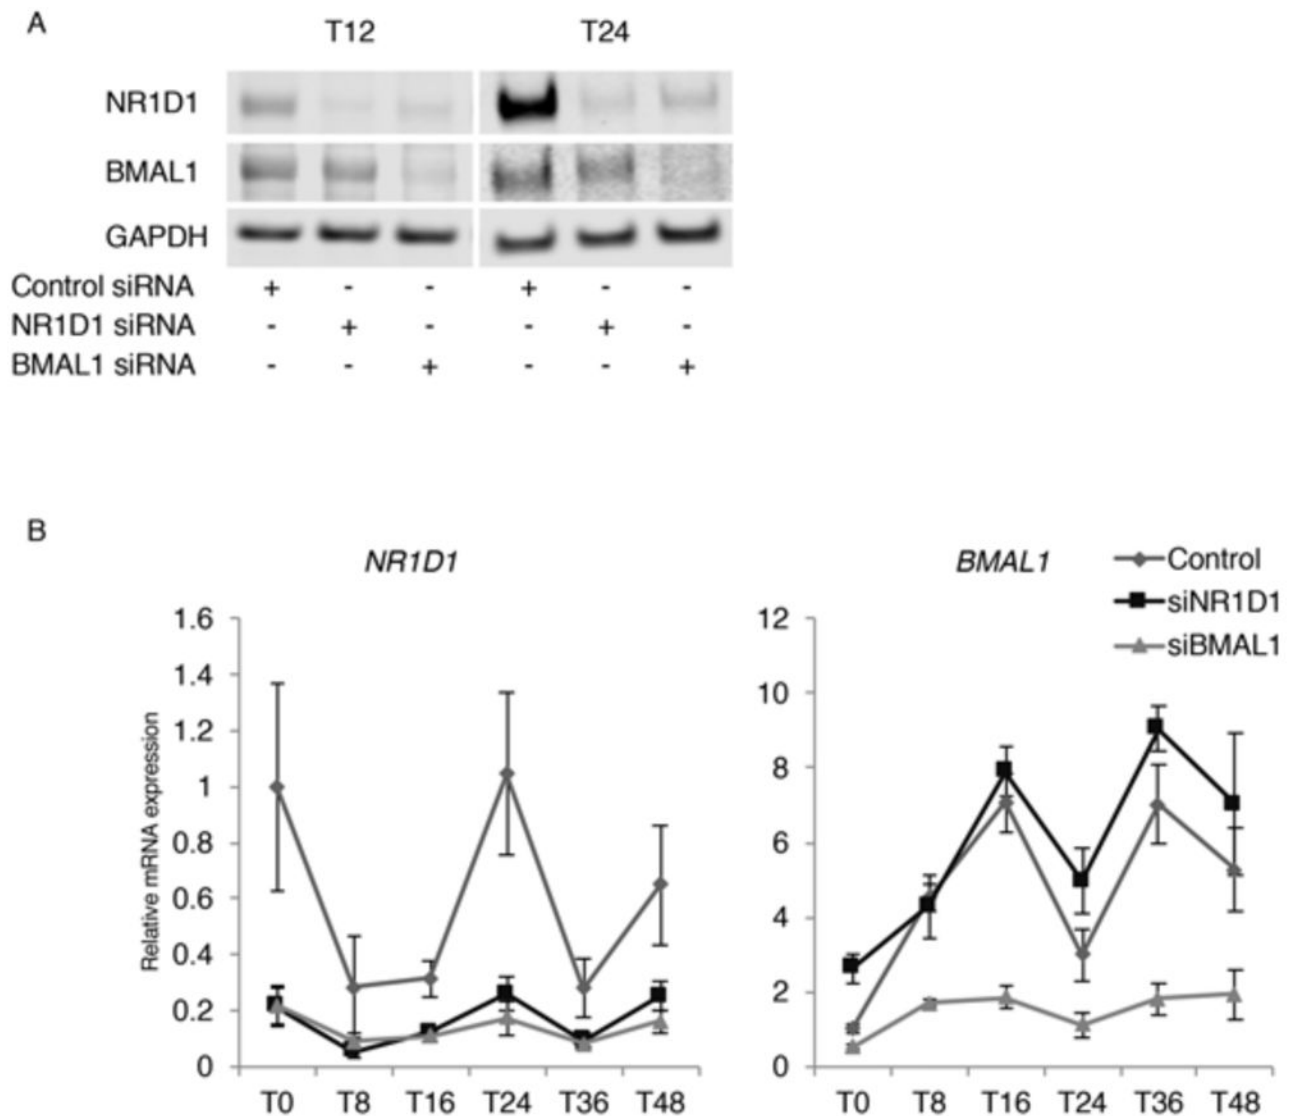 A
T12 T24
NR1D1
BMAL1
GAPDH
Control siRNA + - - + - -
NR1D1 siRNA - + - - + -
BMAL1 siRNA - - + - - +
B
NR1D1
Relative mRNA expression
1.6
1.4
1.2
1
0.8
0.6
0.4
0.2
0
T0 T8 T16 T24 T36 T48
BMAL1
Control
siNR1D1
siBMAL1
12
10
8
6
4
2
0
T0 T8 T16 T24 T36 T48